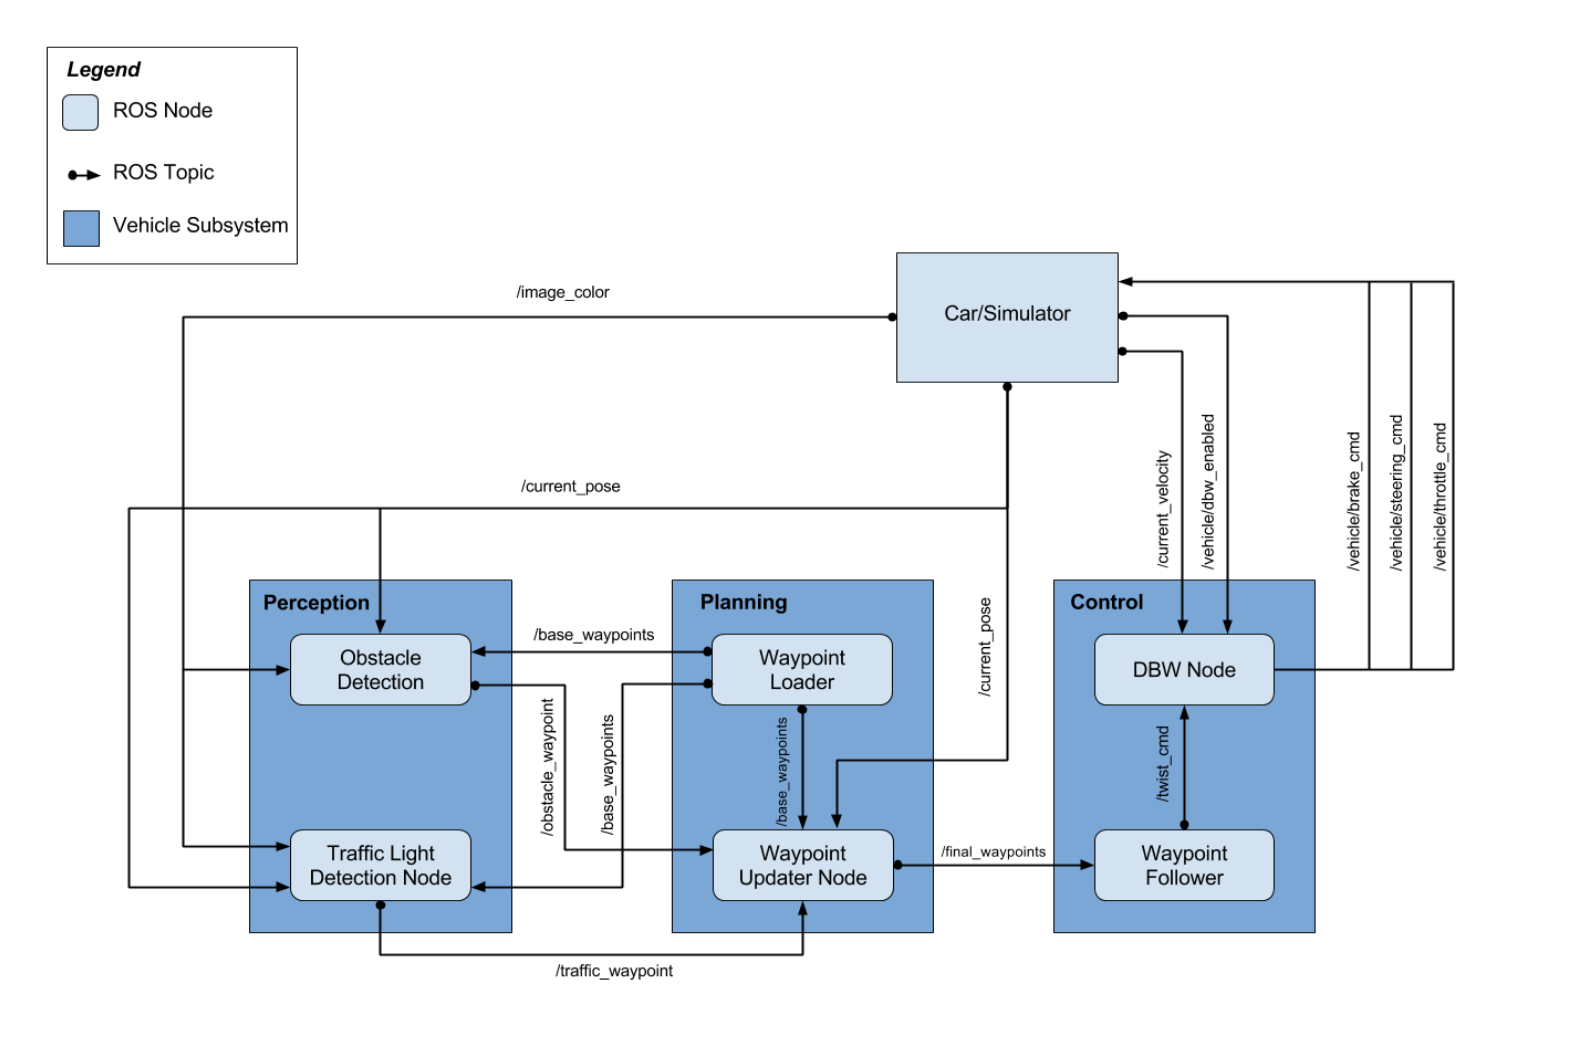 Legend
ROS Node
ROS Topic
Vehicle Subsystem
/image_color
Car/Simulator
/current_pose
/current_velocity
/vehicle/dbw_enabled
/vehicle/brake_cmd
/vehicle/steering_cmd
/vehicle/throttle_cmd
Perception
Obstacle
Detection
Traffic Light
Detection Node
/base_waypoints
/obstacle_waypoint
/base_waypoints
Planning
Waypoint
Loader
/base_waypoints
/current_pose
Waypoint
Updater Node
/traffic_waypoint
/final_waypoints
Control
DBW Node
/twist_cmd
Waypoint
Follower